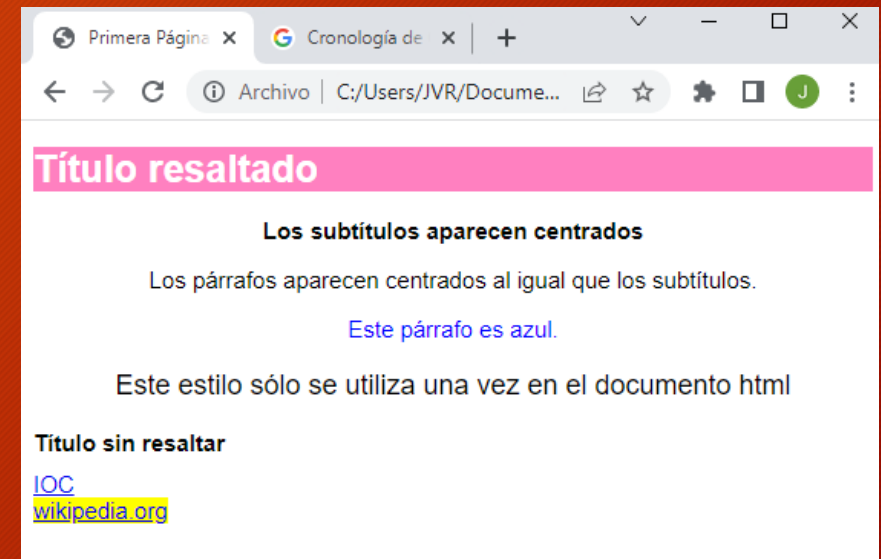 Primera Página
Cronología de
Archivo | C:/Users/JVR/Docume...
J
Título resaltado
Los subtítulos aparecen centrados
Los párrafos aparecen centrados al igual que los subtítulos.
Este párrafo es azul.
Este estilo sólo se utiliza una vez en el documento html
Título sin resaltar
IOC
wikipedia.org